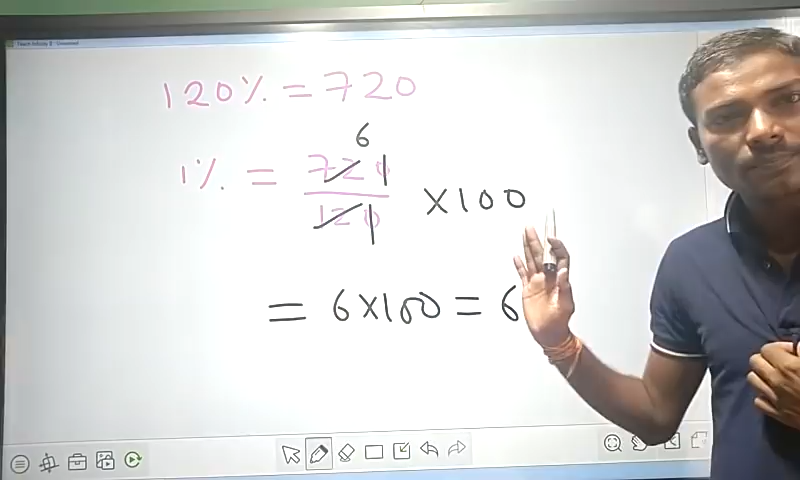 120% = 720
6
1% = 720/120 × 100
= 6 × 100 = 6